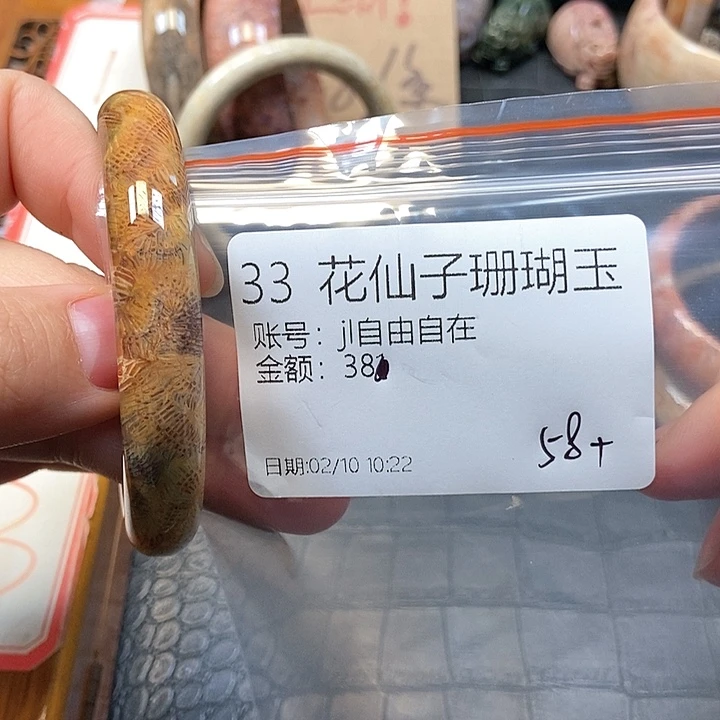 33 花仙子珊瑚玉
账号：jl自由自在
金额：38
58+
日期:02/10 10:22